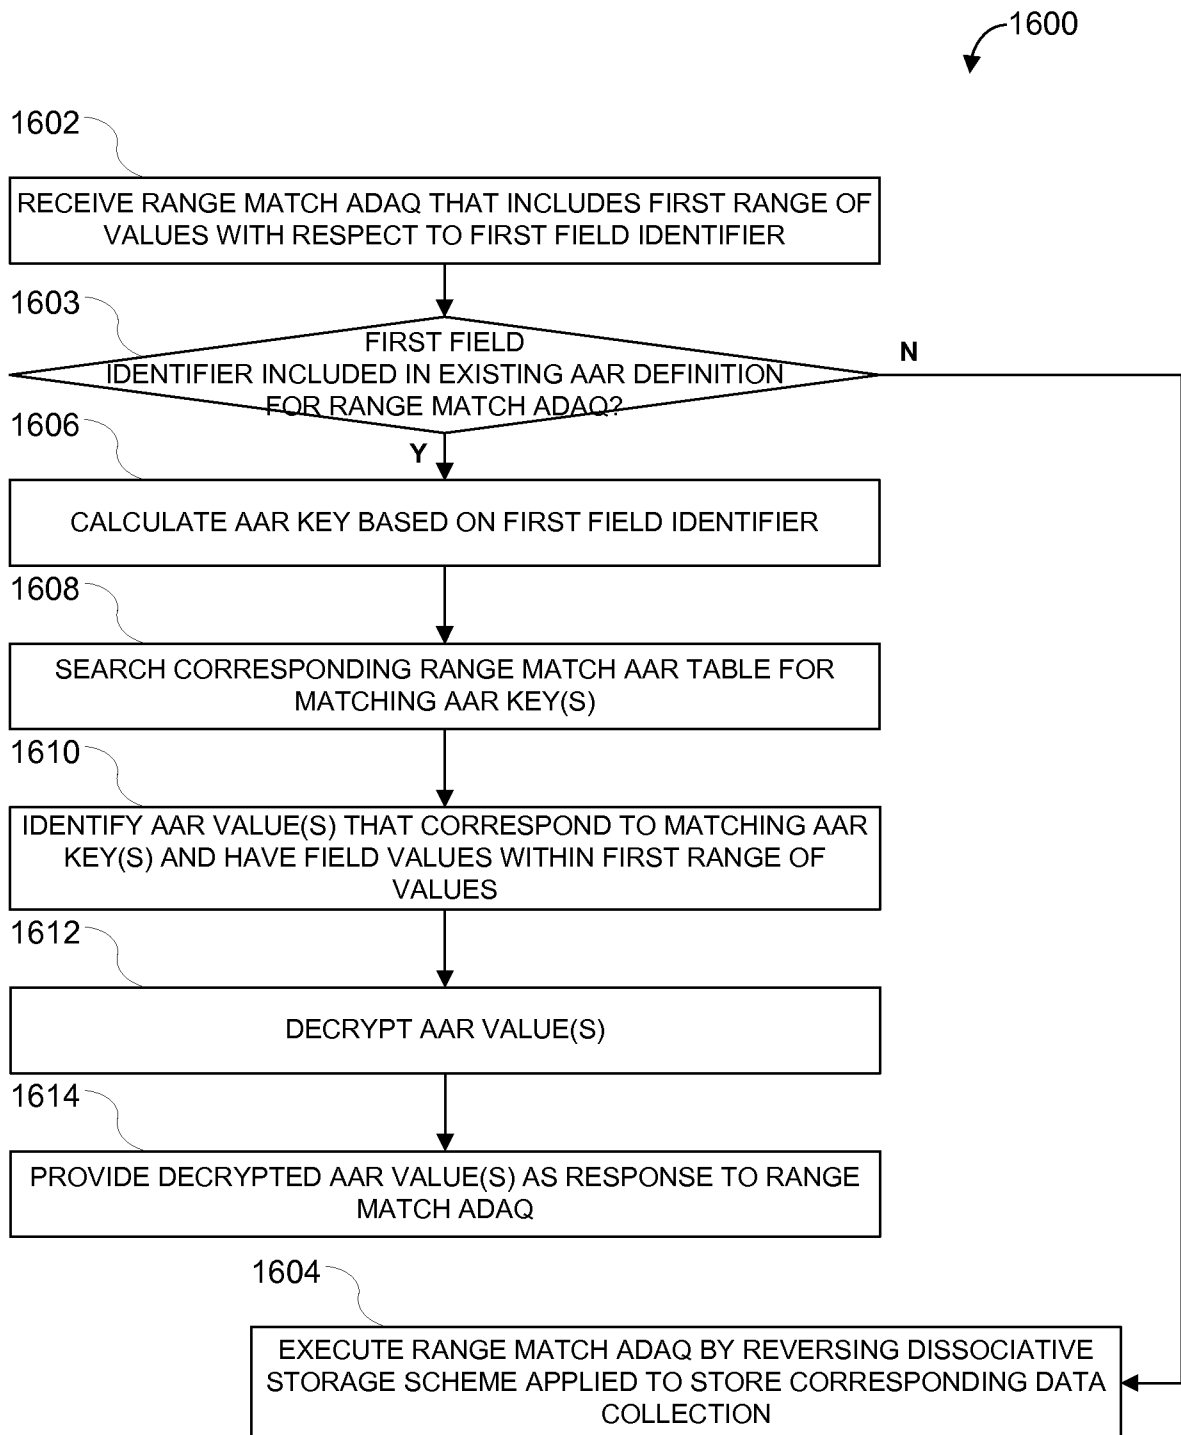 1600
1602
RECEIVE RANGE MATCH ADAQ THAT INCLUDES FIRST RANGE OF
VALUES WITH RESPECT TO FIRST FIELD IDENTIFIER
1603
FIRST FIELD
IDENTIFIER INCLUDED IN EXISTING AAR DEFINITION
FOR RANGE MATCH ADAQ?
N
Y
1606
CALCULATE AAR KEY BASED ON FIRST FIELD IDENTIFIER
1608
SEARCH CORRESPONDING RANGE MATCH AAR TABLE FOR
MATCHING AAR KEY(S)
1610
IDENTIFY AAR VALUE(S) THAT CORRESPOND TO MATCHING AAR
KEY(S) AND HAVE FIELD VALUES WITHIN FIRST RANGE OF
VALUES
1612
DECRYPT AAR VALUE(S)
1614
PROVIDE DECRYPTED AAR VALUE(S) AS RESPONSE TO RANGE
MATCH ADAQ
1604
EXECUTE RANGE MATCH ADAQ BY REVERSING DISSOCIATIVE
STORAGE SCHEME APPLIED TO STORE CORRESPONDING DATA
COLLECTION